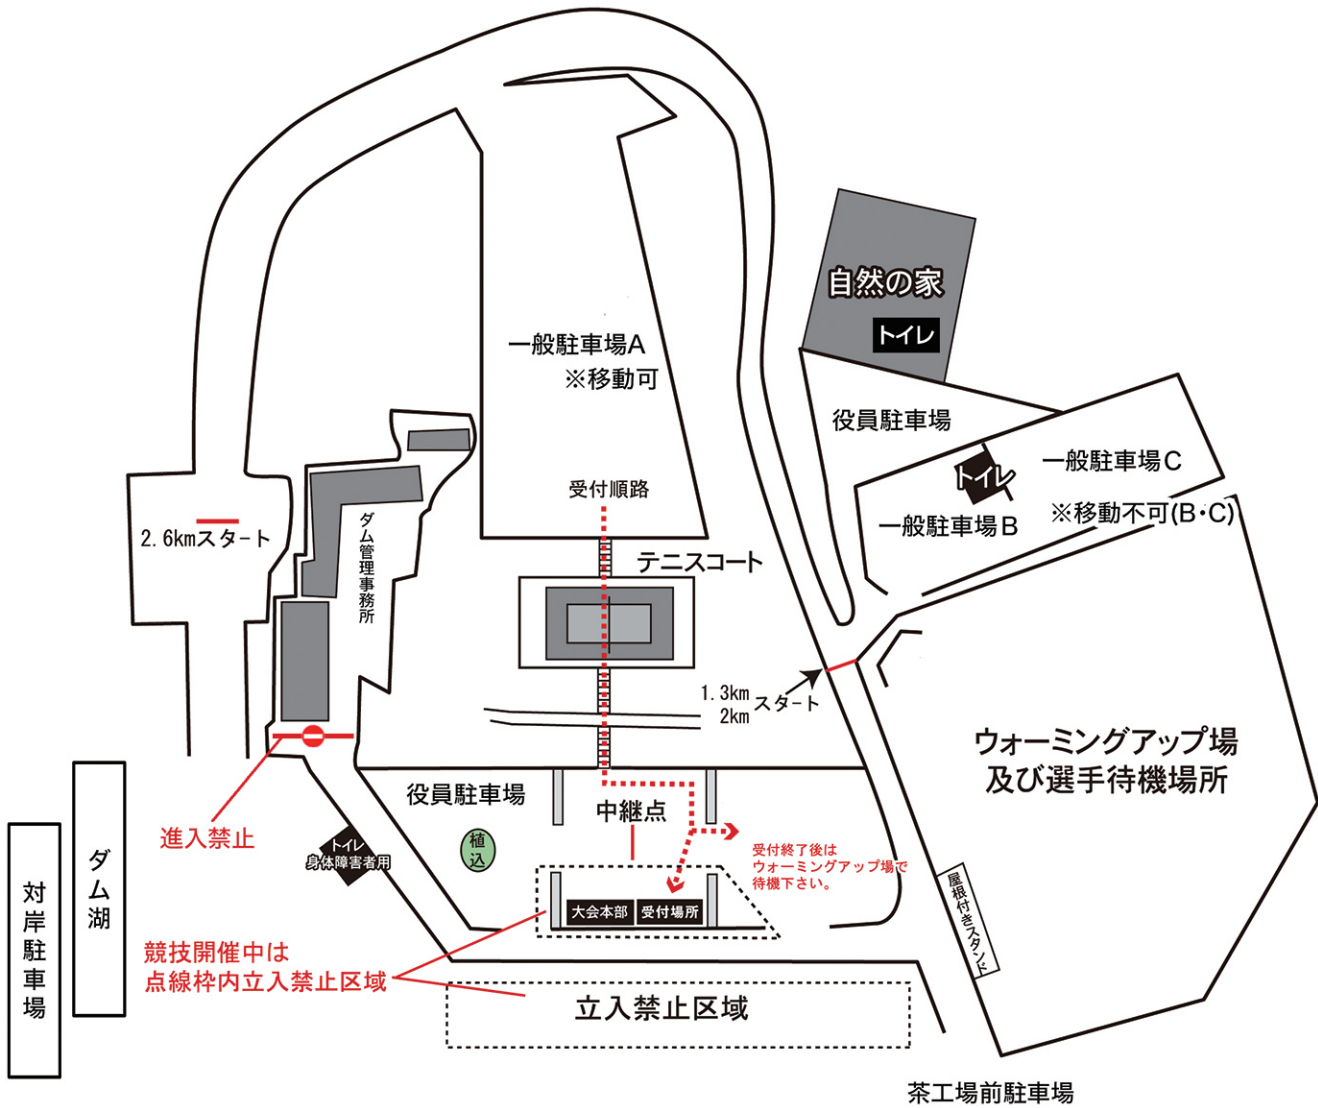 自然の家
トイレ
一般駐車場A
※移動可
役員駐車場
一般駐車場C
トイレ
一般駐車場B
※移動不可(B・C)
受付順路
2.6kmスタート
ダム管理事務所
テニスコート
1.3km
2km
スタート
ウォーミングアップ場
及び選手待機場所
役員駐車場
中継点
進入禁止
トイレ
身体障害者用
植込
受付終了後は
ウォーミングアップ場で
待機下さい。
ダム湖
対岸駐車場
大会本部
受付場所
屋根付きスタンド
競技開催中は
点線枠内立入禁止区域
立入禁止区域
茶工場前駐車場